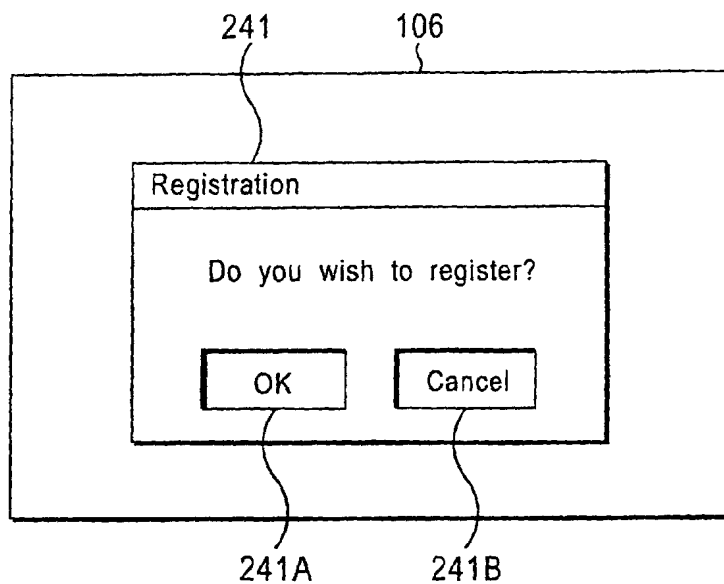 241 106
Registration
Do you wish to register?
OK Cancel
241A 241B